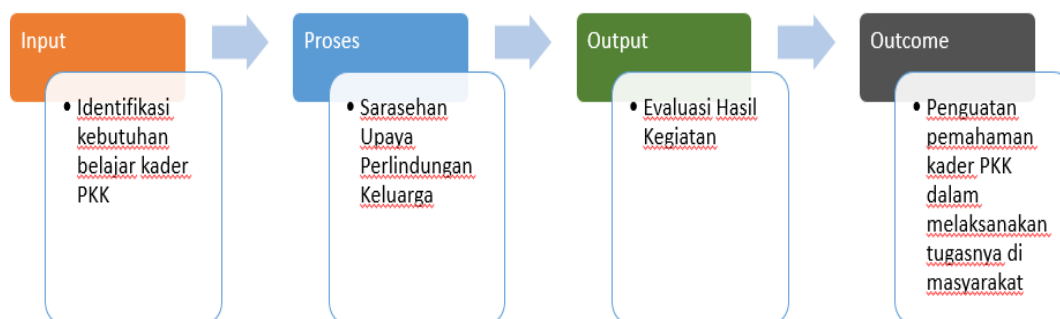 Input
• Identifikasi
kebutuhan
belajar kader
PKK
Proses
• Sarasehan
Upaya
Perlindungan
Keluarga
Output
• Evaluasi Hasil
Kegiatan
Outcome
• Penguatan
pemahaman
kader PKK
dalam
melaksanakan
tugasnya di
masyarakat